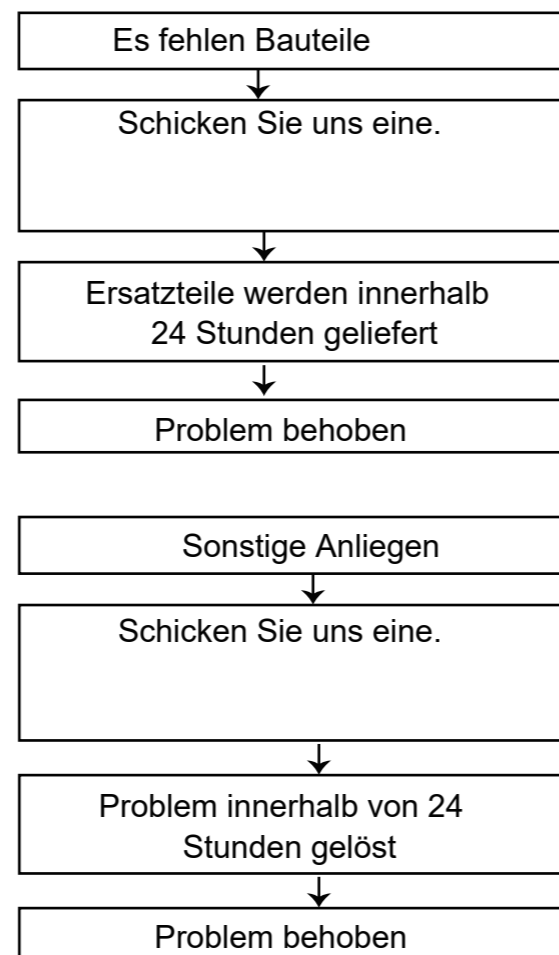 Es fehlen Bauteile
Schicken Sie uns eine.
Ersatzteile werden innerhalb
24 Stunden geliefert
Problem behoben
Sonstige Anliegen
Schicken Sie uns eine.
Problem innerhalb von 24
Stunden gelöst
Problem behoben